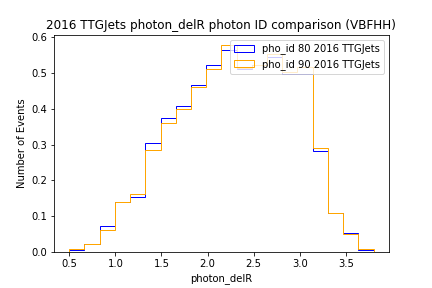 2016 TTGJets photon_delR photon ID comparison (VBFHH)
pho_id 80 2016 TTGJets
pho_id 90 2016 TTGJets
Number of Events
0.6
0.5
0.4
0.3
0.2
0.1
0.0
0.5 1.0 1.5 2.0 2.5 3.0 3.5
photon_delR